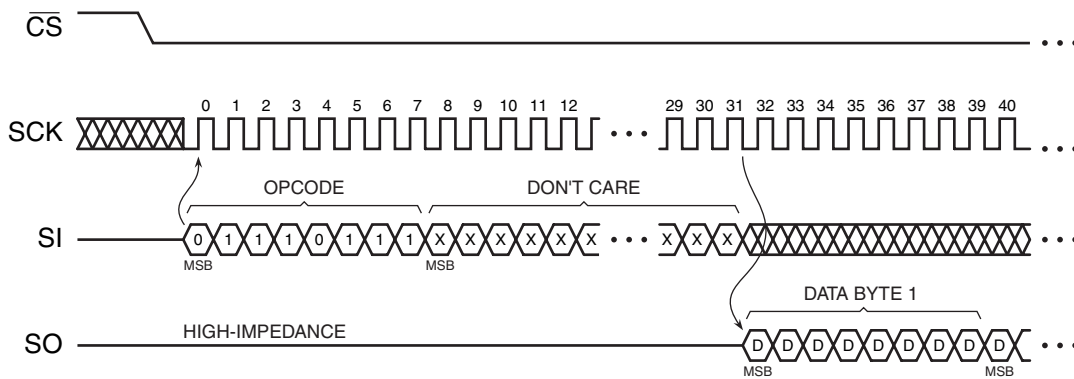 CS
0 1 2 3 4 5 6 7 8 9 10 11 12 29 30 31 32 33 34 35 36 37 38 39 40
SCK
OPCODE DON'T CARE
SI 0 1 1 1 0 1 1 1 X X X X X X X X X
MSB MSB
DATA BYTE 1
HIGH-IMPEDANCE
SO D D D D D D D D D
MSB MSB